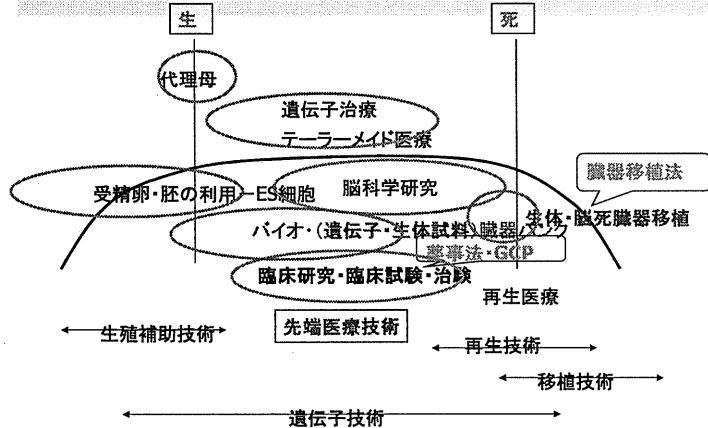 生
死
代理母
遺伝子治療
テーラーメイド医療
臓器移植法
受精卵・胚の利用ーES細胞
脳科学研究
生体・脳死臓器移植
バイオ・(遺伝子・生体試料)臓器バンク
薬事法・GCP
臨床研究・臨床試験・治験
再生医療
先端医療技術
生殖補助技術
再生技術
移植技術
遺伝子技術